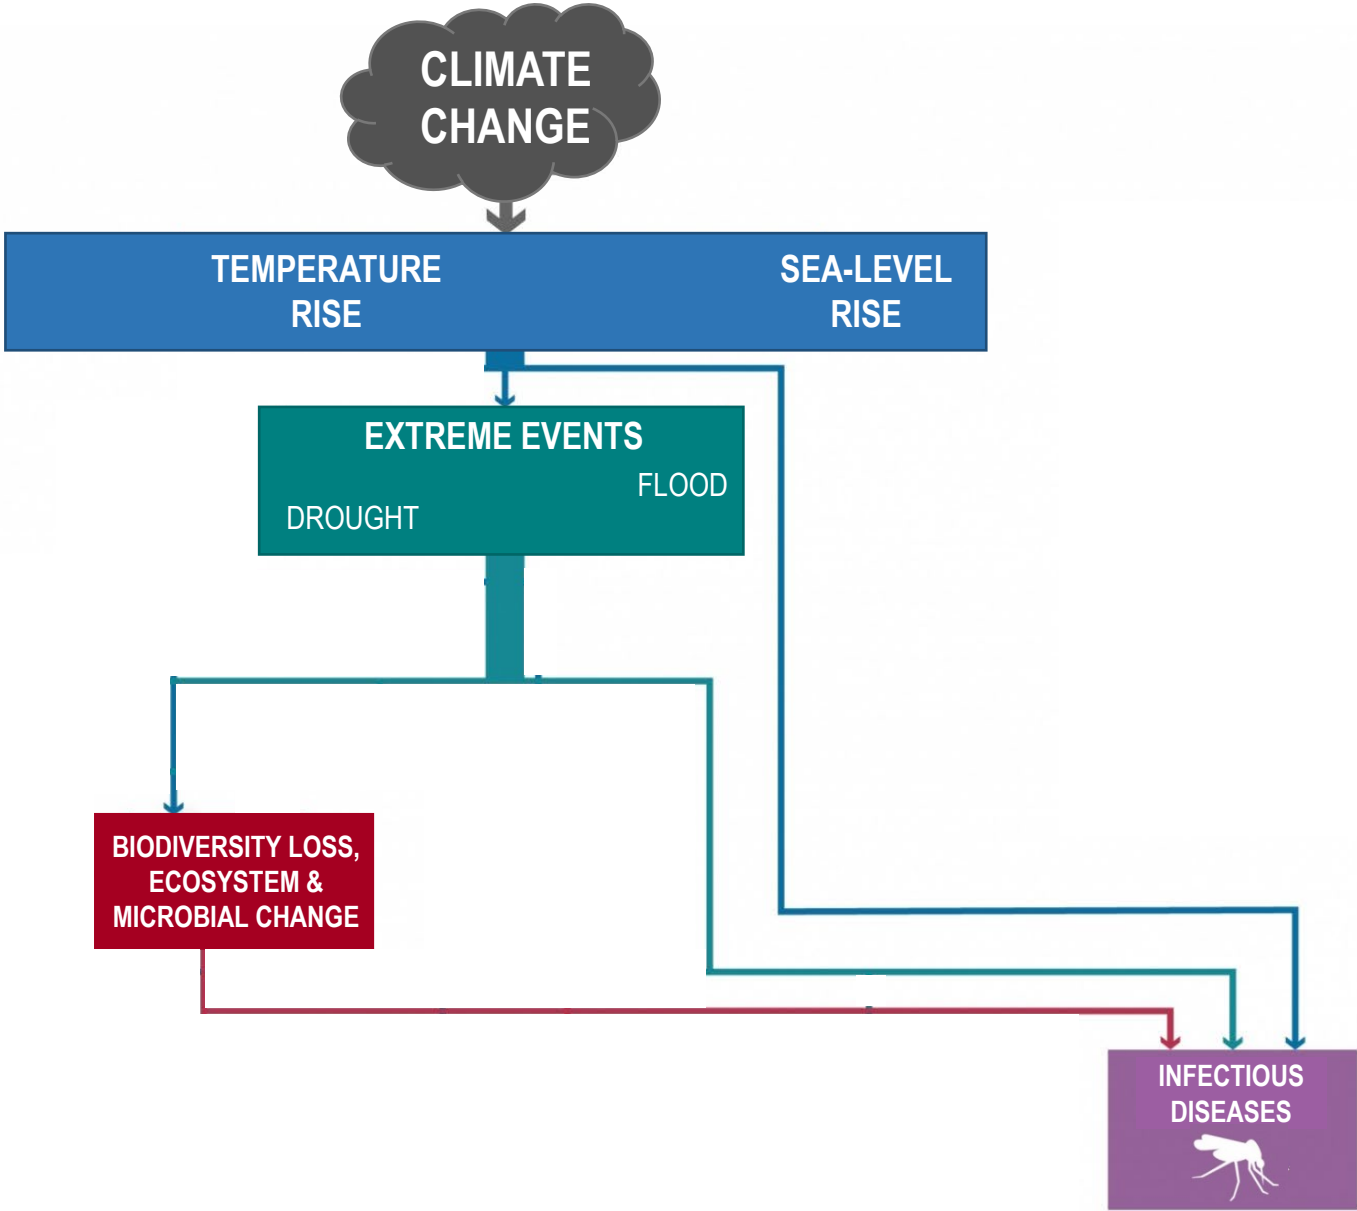 CLIMATE
CHANGE
TEMPERATURE
RISE
SEA-LEVEL
RISE
EXTREME EVENTS
FLOOD
DROUGHT
BIODIVERSITY LOSS,
ECOSYSTEM &
MICROBIAL CHANGE
INFECTIOUS
DISEASES